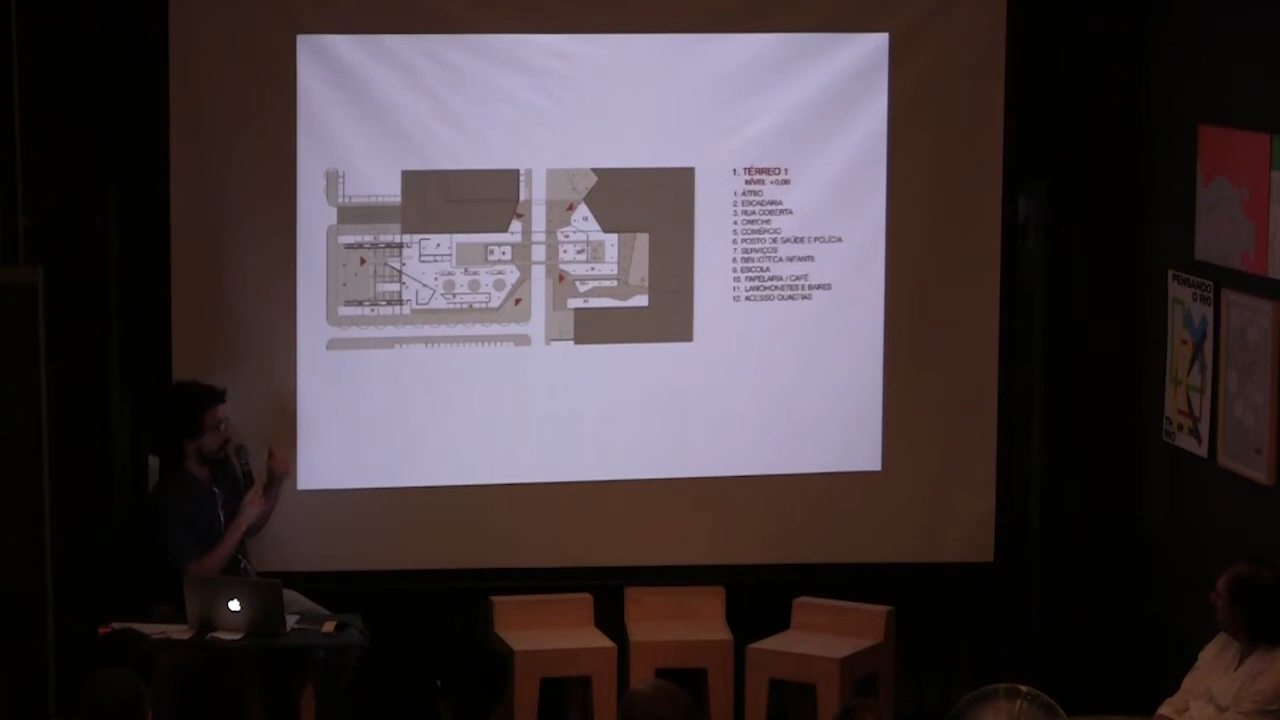 1. TÉRREO 1
NÍVEL +0,00
1. ÁTRIO
2. ESCADARIA
3. RUA COBERTA
4. CRECHE
5. COMÉRCIO
6. POSTO DE SAÚDE E POLÍCIA
7. SERVIÇOS
8. BIBLIOTECA INFANTIL
9. ESCOLA
10. PAPELARIA / CAFÉ
11. LANCHONETES E BARES
12. ACESSO QUADRAS
PENSANDO
O RIO
RIO